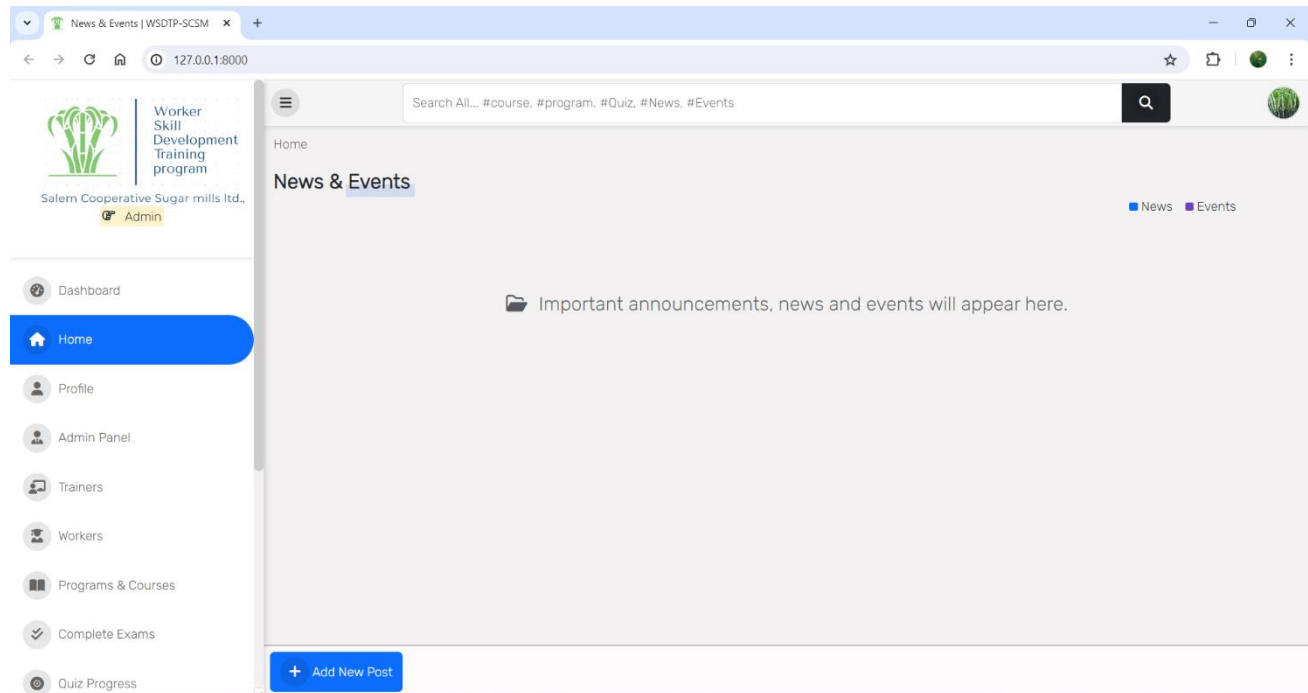 News & Events | WSDTP-SCSM
127.0.0.1:8000
Worker
Skill
Development
Training
program
Salem Cooperative Sugar mills ltd.,
Admin
Dashboard
Home
Profile
Admin Panel
Trainers
Workers
Programs & Courses
Complete Exams
Quiz Progress
Search All... #course, #program, #Quiz, #News, #Events
Home
News & Events
News Events
Important announcements, news and events will appear here.
+ Add New Post